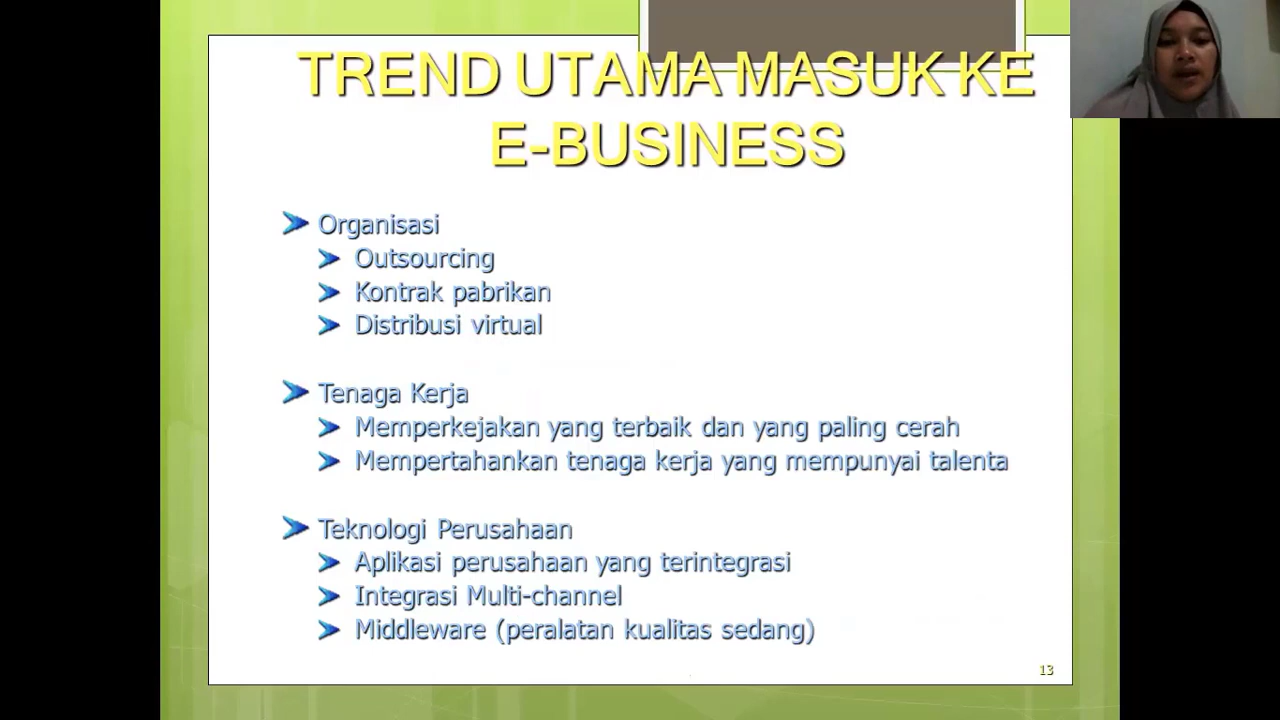 TREND UTAMA MASUK KE
E-BUSINESS
Organisasi
Outsourcing
Kontrak pabrikan
Distribusi virtual
Tenaga Kerja
Memperkejakan yang terbaik dan yang paling cerah
Mempertahankan tenaga kerja yang mempunyai talenta
Teknologi Perusahaan
Aplikasi perusahaan yang terintegrasi
Integrasi Multi-channel
Middleware (peralatan kualitas sedang)
13